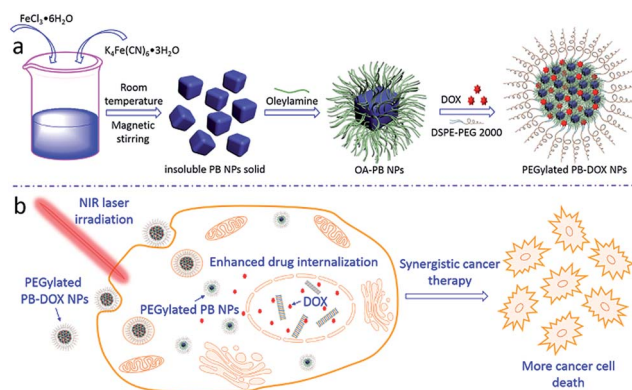 FeCl3•6H2O
K4Fe(CN)6•3H2O
a
Room
temperature
Magnetic
stirring
insoluble PB NPs solid
Oleylamine
OA-PB NPs
DOX
DSPE-PEG 2000
PEGylated PB-DOX NPs
b
NIR laser
irradiation
PEGylated
PB-DOX NPs
Enhanced drug internalization
PEGylated PB NPs
DOX
Synergistic cancer
therapy
More cancer cell
death